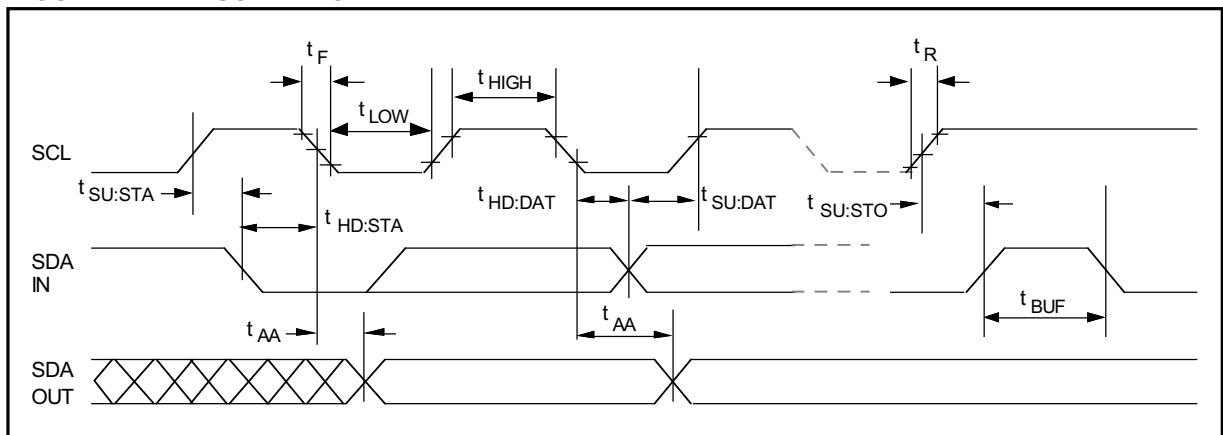 t F
t R
t HIGH
t LOW
SCL
t SU:STA
t HD:STA
t HD:DAT
t SU:DAT
t SU:STO
SDA
IN
t BUF
t AA
t AA
SDA
OUT